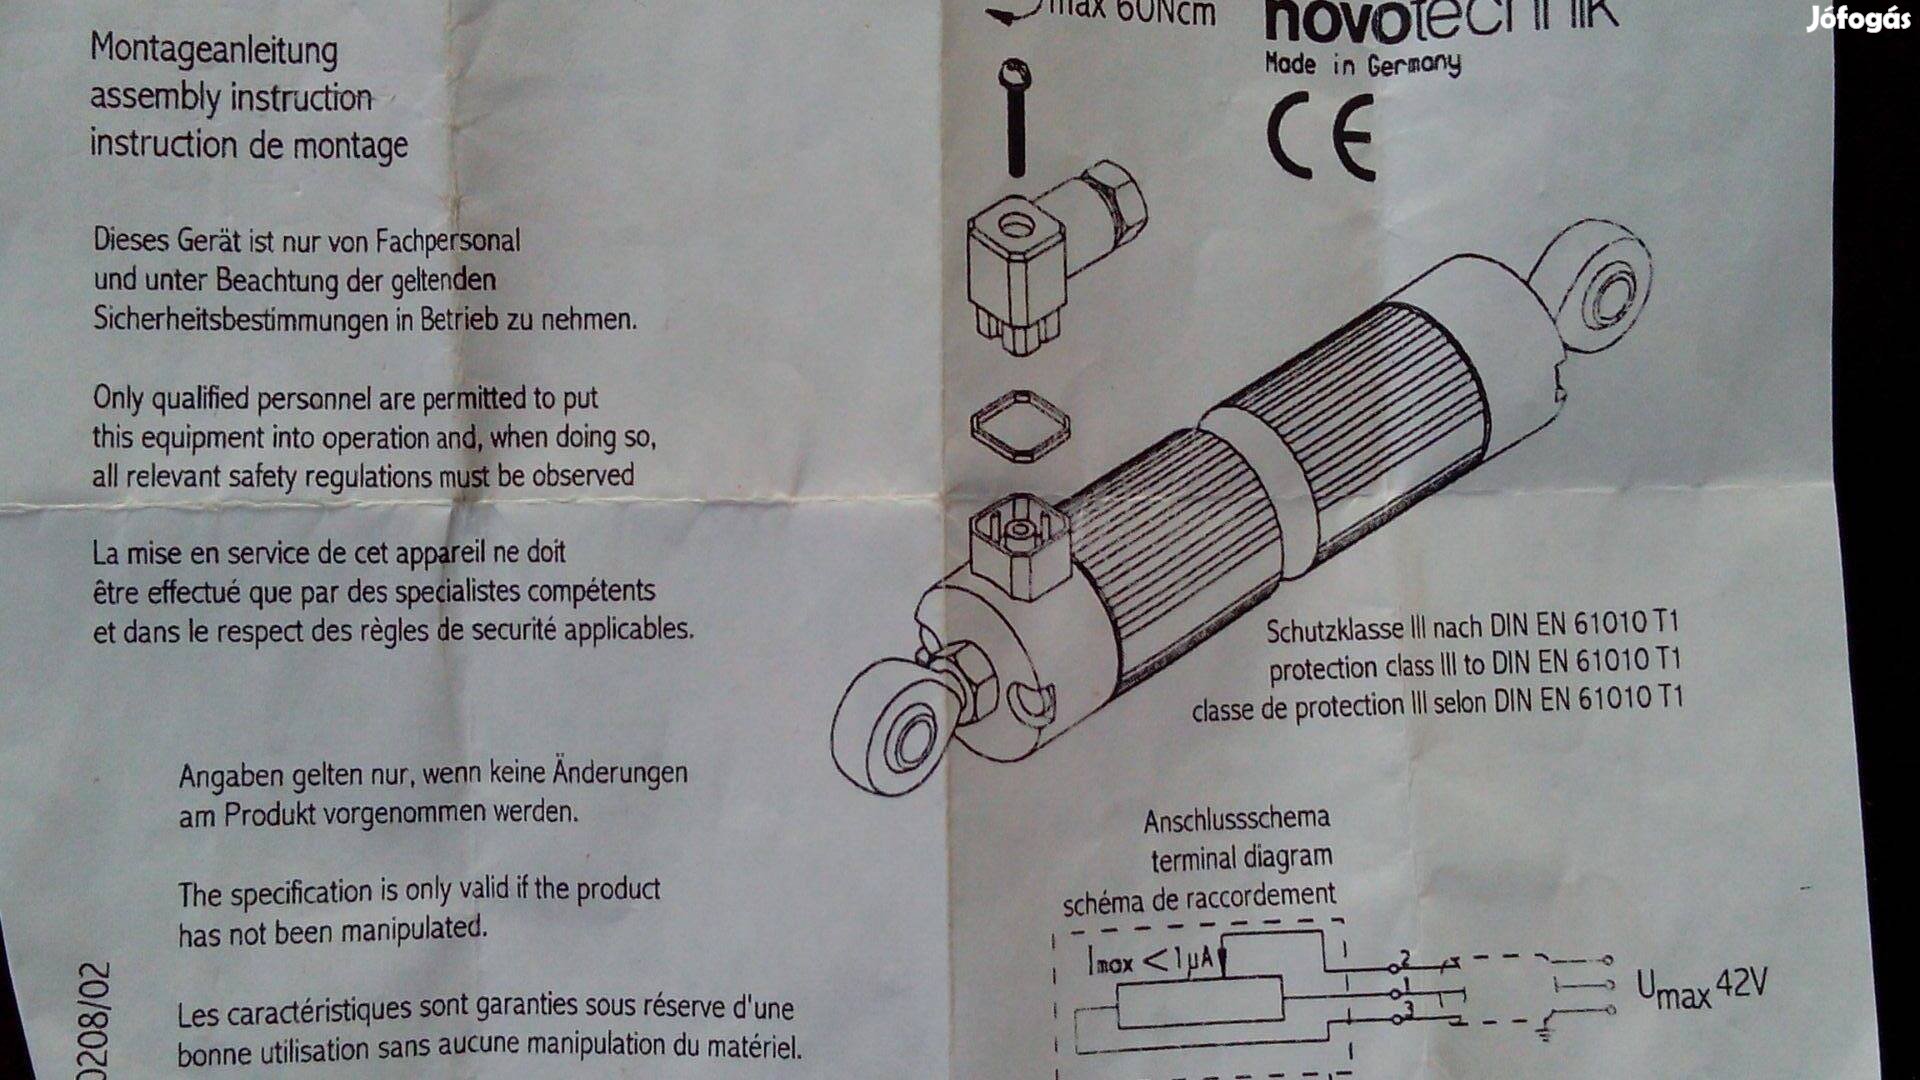 Jófogás
max 60Ncm
novotechnik
Made in Germany
CE
Montageanleitung
assembly instruction
instruction de montage
Dieses Gerät ist nur von Fachpersonal
und unter Beachtung der geltenden
Sicherheitsbestimmungen in Betrieb zu nehmen.
Only qualified personnel are permitted to put
this equipment into operation and, when doing so,
all relevant safety regulations must be observed
La mise en service de cet appareil ne doit
être effectué que par des specialistes compétents
et dans le respect des règles de securité applicables.
Schutzklasse III nach DIN EN 61010 T1
protection class III to DIN EN 61010 T1
classe de protection III selon DIN EN 61010 T1
Angaben gelten nur, wenn keine Änderungen
am Produkt vorgenommen werden.
The specification is only valid if the product
has not been manipulated.
Les caractéristiques sont garanties sous réserve d'une
bonne utilisation sans aucune manipulation du matériel.
0208/02
Anschlussschema
terminal diagram
schéma de raccordement
Imax <1µA
2
1
3
Umax 42V